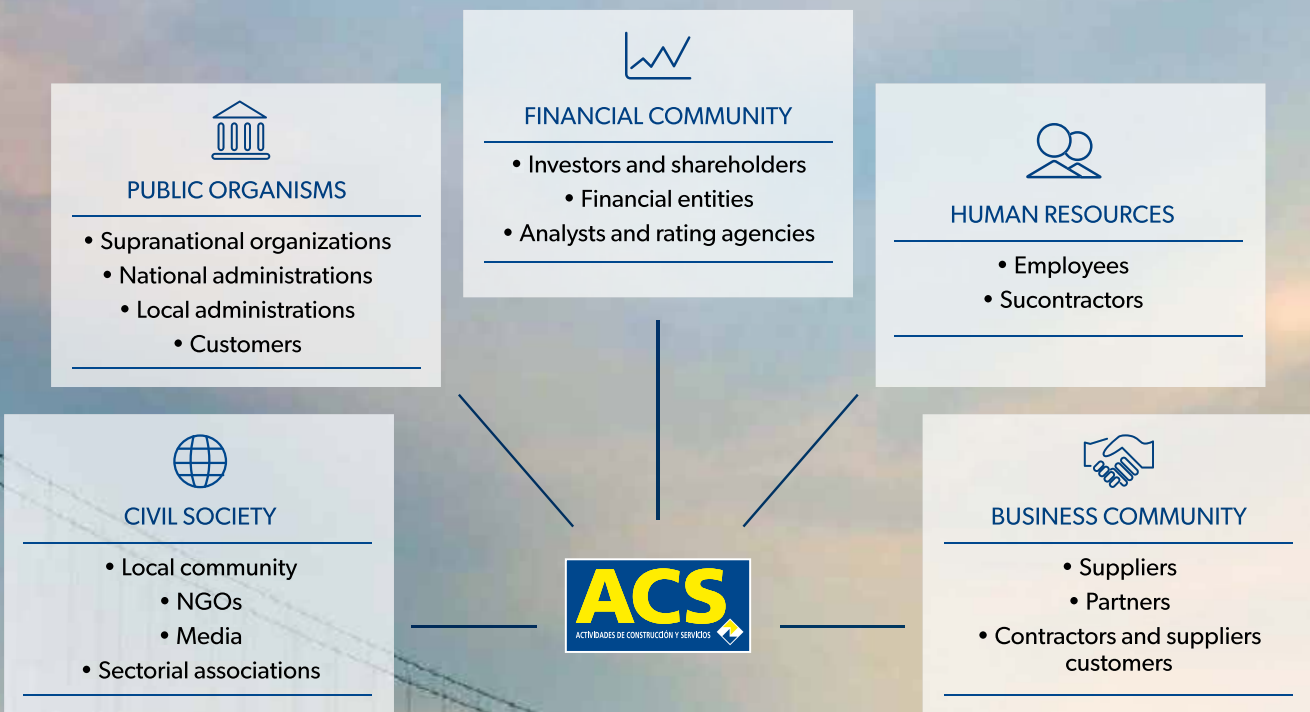 FINANCIAL COMMUNITY
• Investors and shareholders
• Financial entities
• Analysts and rating agencies
PUBLIC ORGANISMS
• Supranational organizations
• National administrations
• Local administrations
• Customers
HUMAN RESOURCES
• Employees
• Sucontractors
CIVIL SOCIETY
• Local community
• NGOs
• Media
• Sectorial associations
BUSINESS COMMUNITY
• Suppliers
• Partners
• Contractors and suppliers
customers
ACS
ACTIVIDADES DE CONSTRUCCIÓN Y SERVICIOS